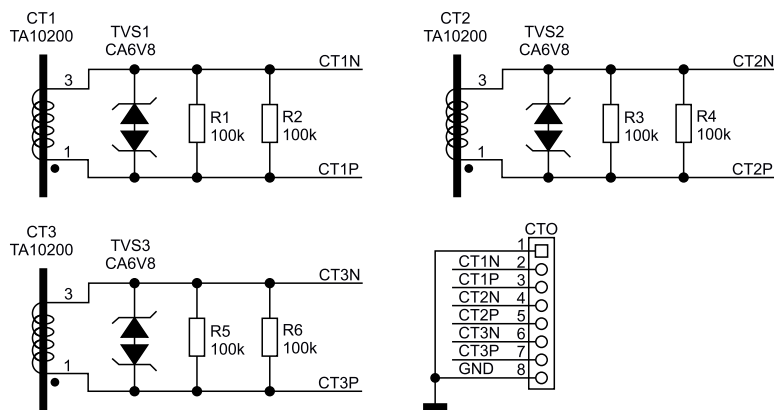 CT1
TA10200
TVS1
CA6V8
3
1
R1
100k
R2
100k
CT1N
CT1P
CT2
TA10200
TVS2
CA6V8
3
1
R3
100k
R4
100k
CT2N
CT2P
CT3
TA10200
TVS3
CA6V8
3
1
R5
100k
R6
100k
CT3N
CT3P
CTO
1
CT1N 2
CT1P 3
CT2N 4
CT2P 5
CT3N 6
CT3P 7
GND 8